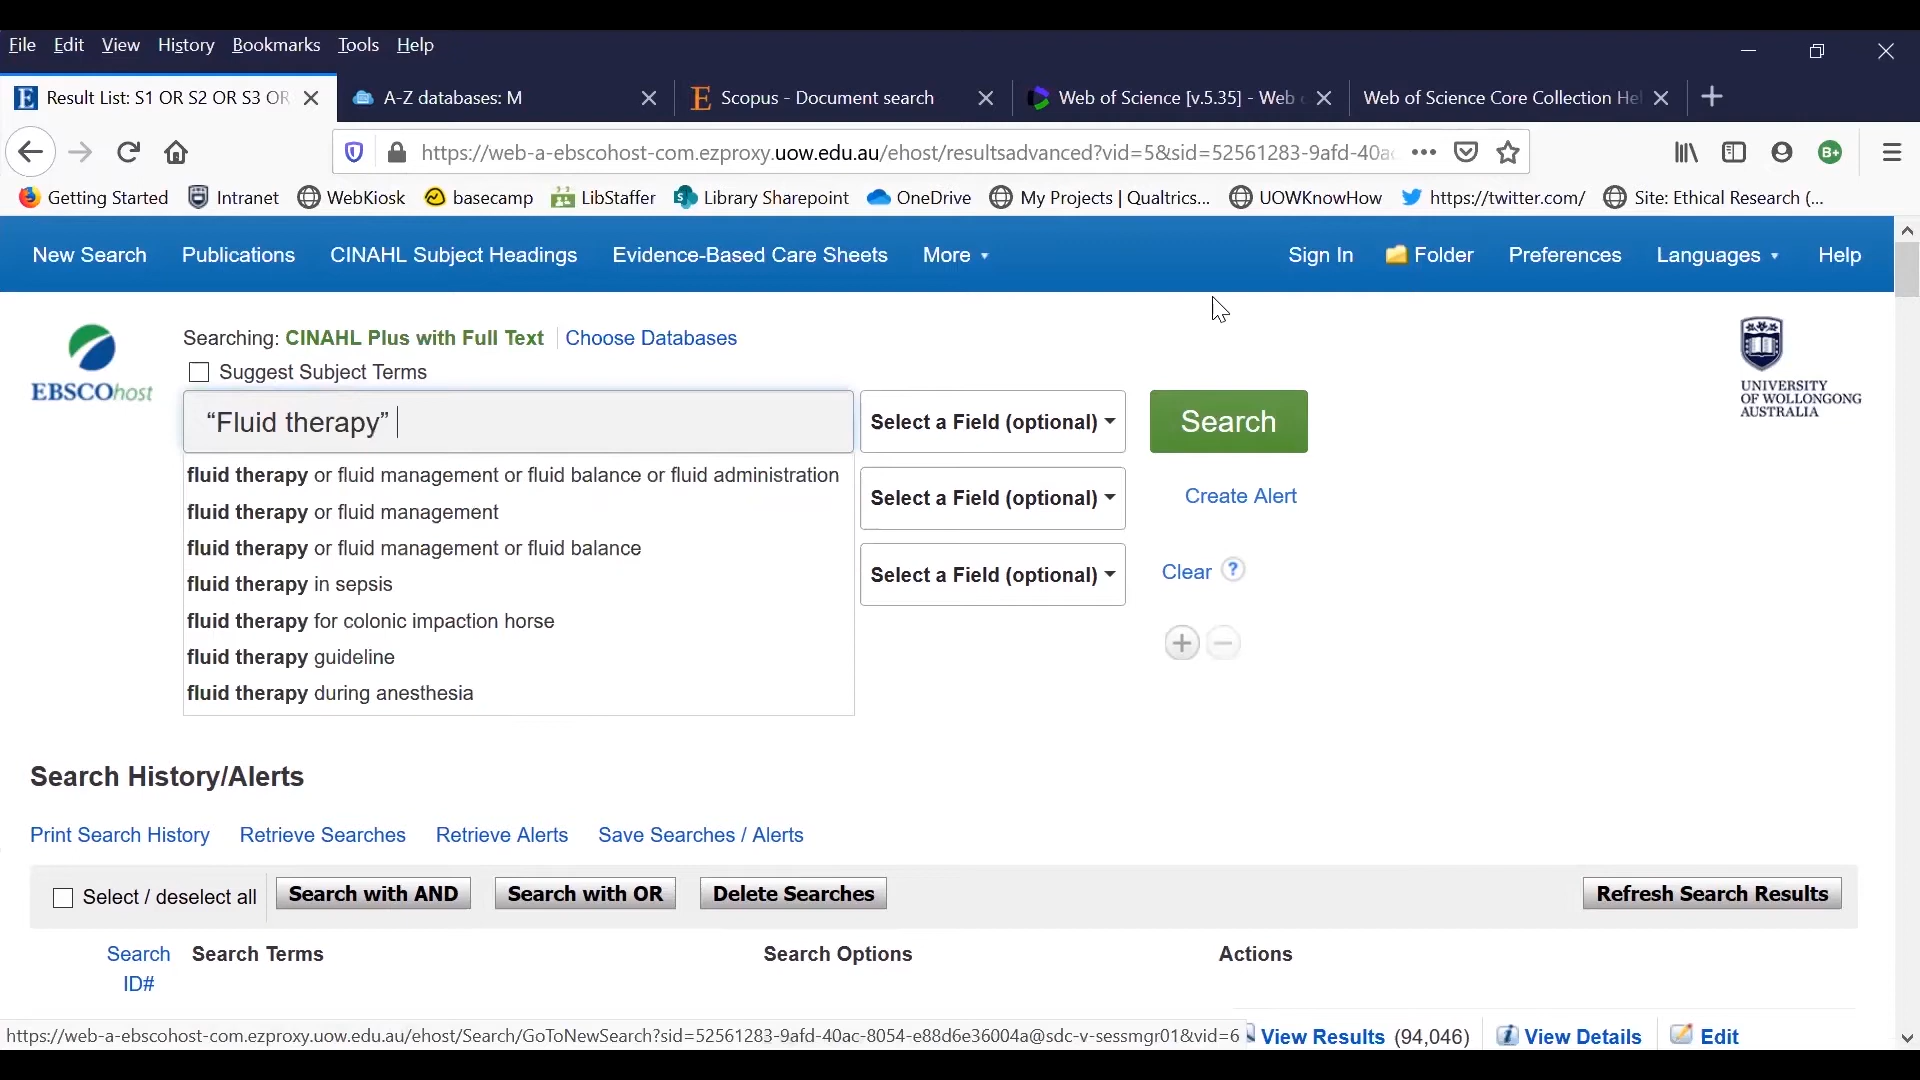 File Edit View History Bookmarks Tools Help
Result List: S1 OR S2 OR S3 OR
A-Z databases: M
Scopus - Document search
Web of Science [v.5.35] - Web
Web of Science Core Collection Hel
https://web-a-ebscohost-com.ezproxy.uow.edu.au/ehost/resultsadvanced?vid=5&sid=52561283-9afd-40ac
Getting Started Intranet WebKiosk basecamp LibStaffer Library Sharepoint OneDrive My Projects | Qualtrics... UOWKnowHow https://twitter.com/ Site: Ethical Research (...
New Search Publications CINAHL Subject Headings Evidence-Based Care Sheets More Sign In Folder Preferences Languages Help
EBSCOhost
Searching: CINAHL Plus with Full Text Choose Databases
Suggest Subject Terms
“Fluid therapy” Select a Field (optional) Search
fluid therapy or fluid management or fluid balance or fluid administration
fluid therapy or fluid management
fluid therapy or fluid management or fluid balance
fluid therapy in sepsis
fluid therapy for colonic impaction horse
fluid therapy guideline
fluid therapy during anesthesia
Select a Field (optional)
Create Alert
Select a Field (optional)
Clear ?
UNIVERSITY
OF WOLLONGONG
AUSTRALIA
Search History/Alerts
Print Search History Retrieve Searches Retrieve Alerts Save Searches / Alerts
Select / deselect all Search with AND Search with OR Delete Searches Refresh Search Results
Search
ID#
Search Terms Search Options Actions
https://web-a-ebscohost-com.ezproxy.uow.edu.au/ehost/Search/GoToNewSearch?sid=52561283-9afd-40ac-8054-e88d6e36004a@sdc-v-sessmgr01&vid=6
View Results (94,046) View Details Edit